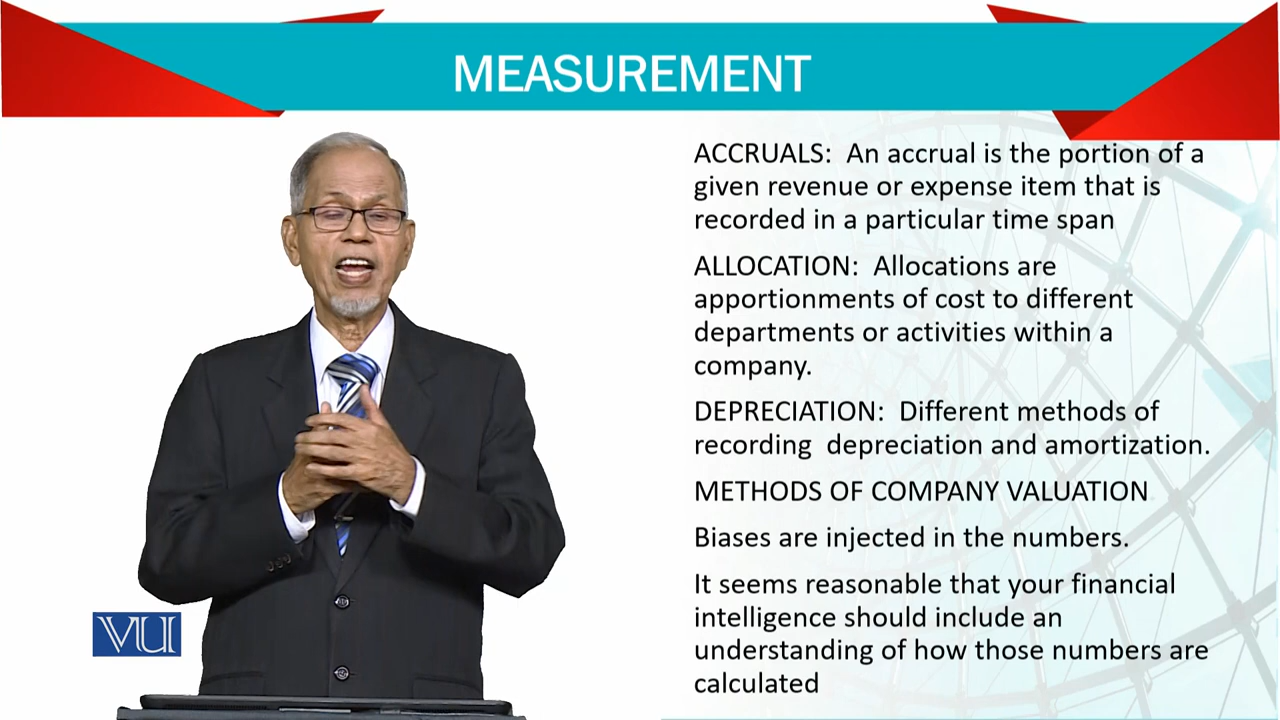 MEASUREMENT
ACCRUALS: An accrual is the portion of a
given revenue or expense item that is
recorded in a particular time span
ALLOCATION: Allocations are
apportionments of cost to different
departments or activities within a
company.
DEPRECIATION: Different methods of
recording depreciation and amortization.
METHODS OF COMPANY VALUATION
Biases are injected in the numbers.
It seems reasonable that your financial
intelligence should include an
understanding of how those numbers are
calculated
VU